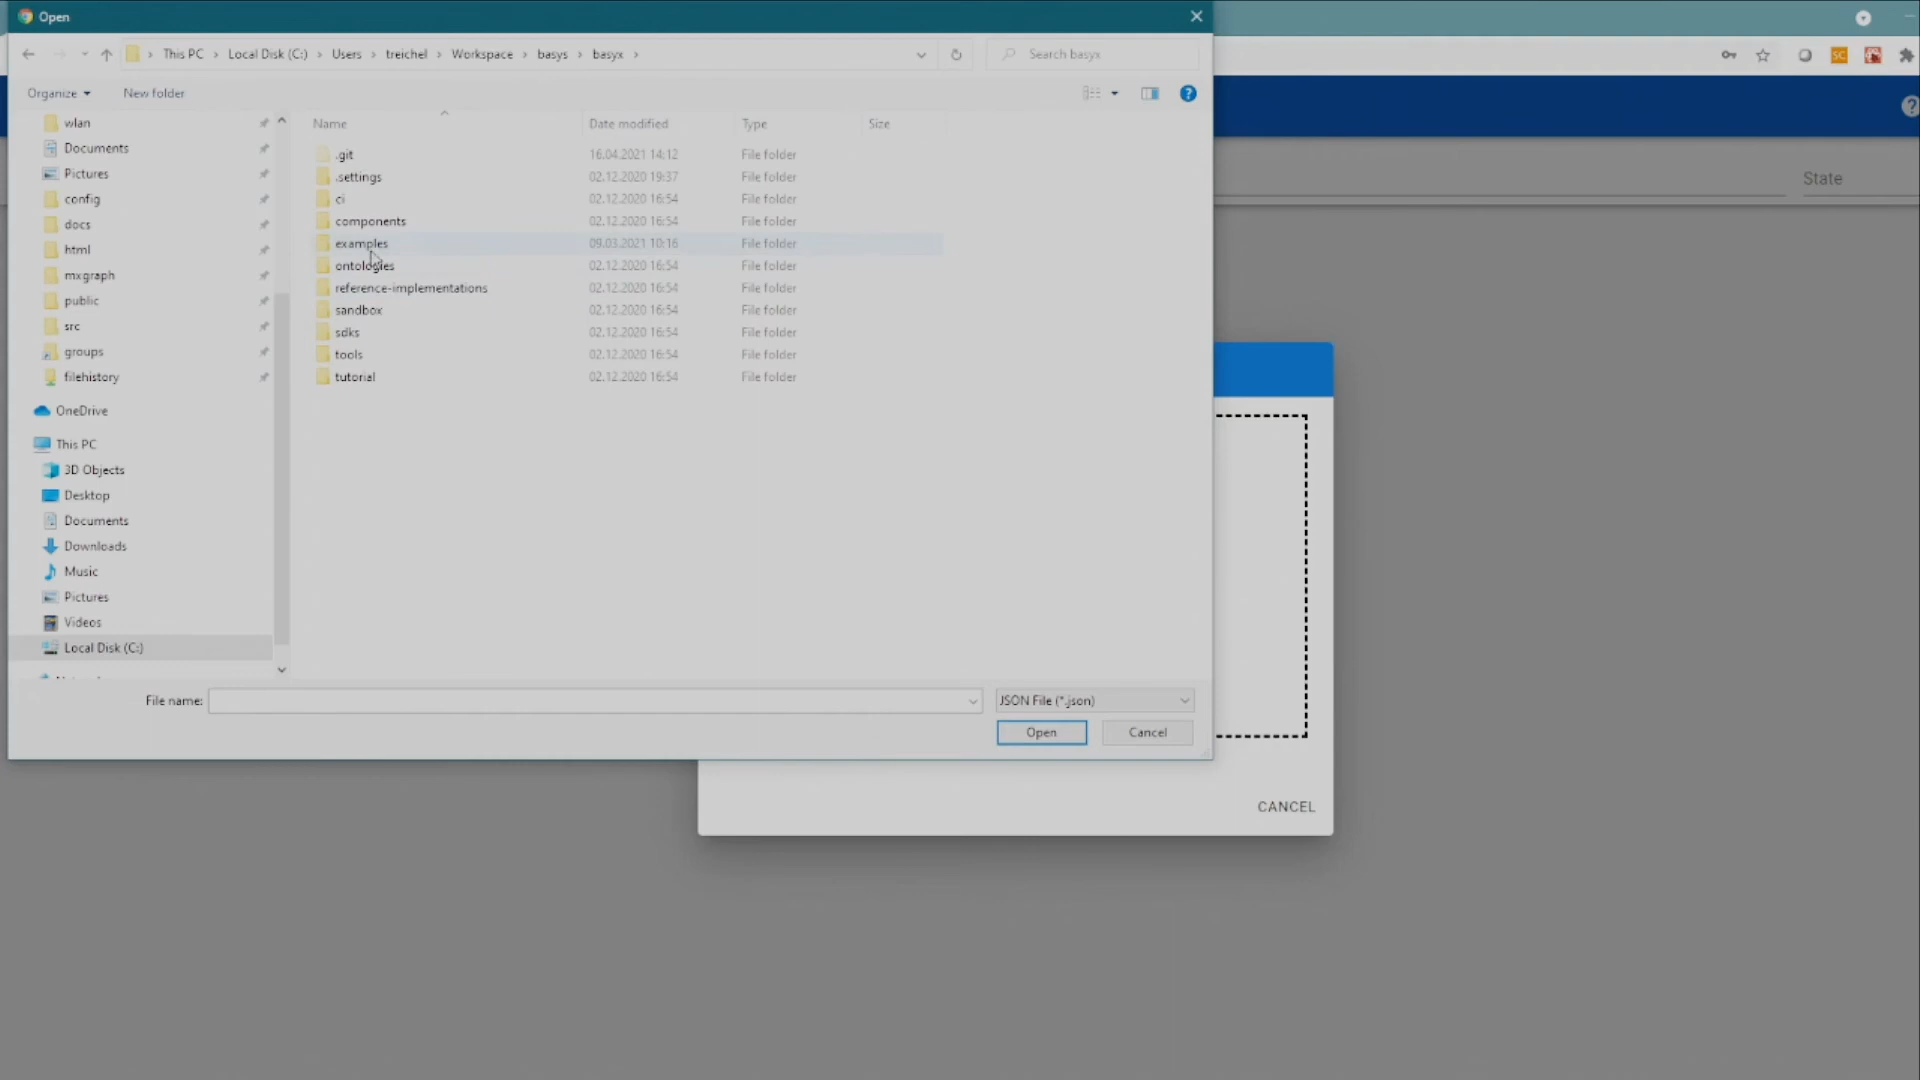 Open
This PC > Local Disk (C:) > Users > treichel > Workspace > basys > basyx >
Search basyx
Organize
New folder
Name
Date modified
Type
Size
wlan
Documents
Pictures
config
docs
html
mxgraph
public
src
groups
filehistory
OneDrive
This PC
3D Objects
Desktop
Documents
Downloads
Music
Pictures
Videos
Local Disk (C:)
.git 16.04.2021 14:12 File folder
.settings 02.12.2020 19:37 File folder
ci 02.12.2020 16:54 File folder
components 02.12.2020 16:54 File folder
examples 09.03.2021 10:16 File folder
ontologies 02.12.2020 16:54 File folder
reference-implementations 02.12.2020 16:54 File folder
sandbox 02.12.2020 16:54 File folder
sdks 02.12.2020 16:54 File folder
tools 02.12.2020 16:54 File folder
tutorial 02.12.2020 16:54 File folder
File name:
JSON File (*.json)
Open
Cancel
SC
State
CANCEL